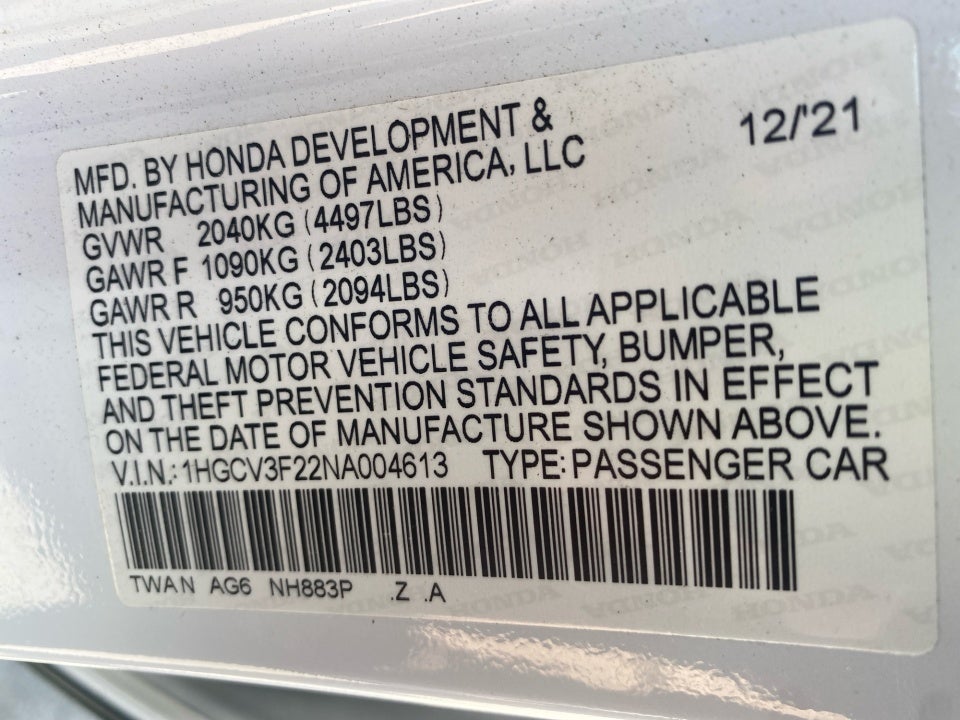 MFD. BY HONDA DEVELOPMENT & 12/'21
MANUFACTURING OF AMERICA, LLC
GVWR 2040KG (4497LBS)
GAWR F 1090KG (2403LBS)
GAWR R 950KG (2094LBS)
THIS VEHICLE CONFORMS TO ALL APPLICABLE
FEDERAL MOTOR VEHICLE SAFETY, BUMPER,
AND THEFT PREVENTION STANDARDS IN EFFECT
ON THE DATE OF MANUFACTURE SHOWN ABOVE.
V.I.N.: 1HGCV3F22NA004613 TYPE: PASSENGER CAR
TWAN AG6 NH883P .Z .A